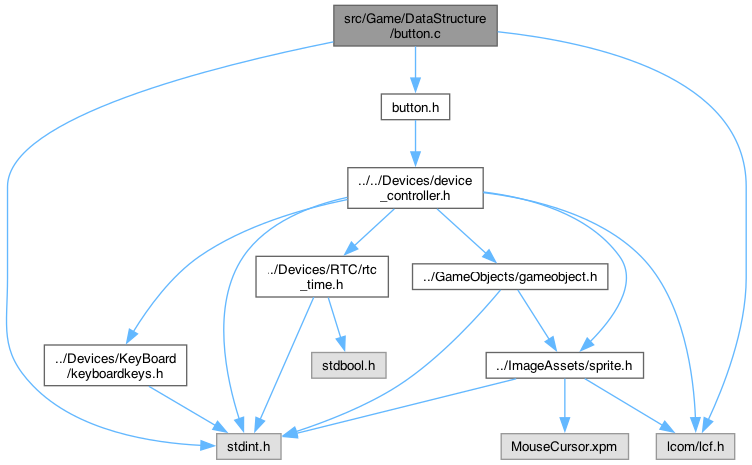 src/Game/DataStructure
/button.c
button.h
../../Devices/device
_controller.h
../Devices/RTC/rtc
_time.h
../GameObjects/gameobject.h
../Devices/KeyBoard
/keyboardkeys.h
stdbool.h
../ImageAssets/sprite.h
stdint.h
MouseCursor.xpm
lcom/lcf.h